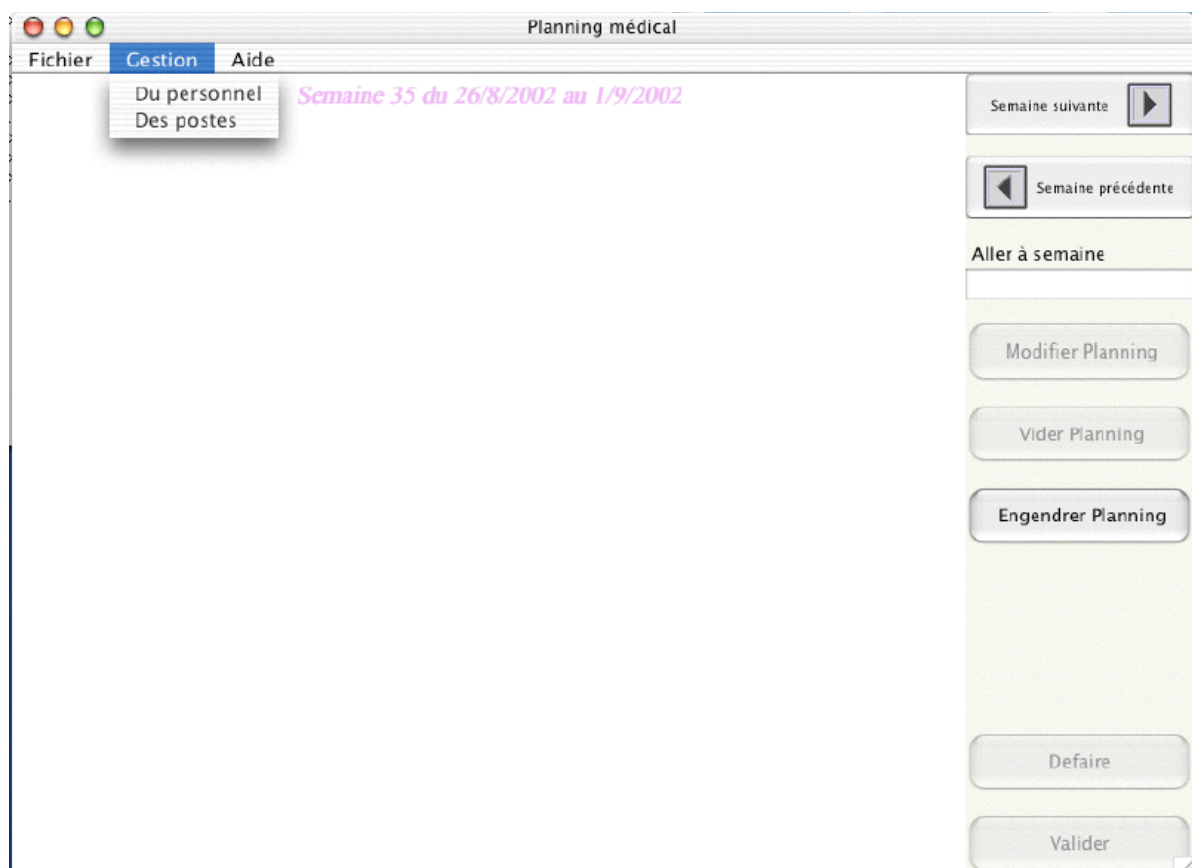 Planning médical
Fichier Gestion Aide
Du personnel
Des postes
Semaine 35 du 26/8/2002 au 1/9/2002
Semaine suivante
Semaine précédente
Aller à semaine
Modifier Planning
Vider Planning
Engendrer Planning
Defaire
Valider